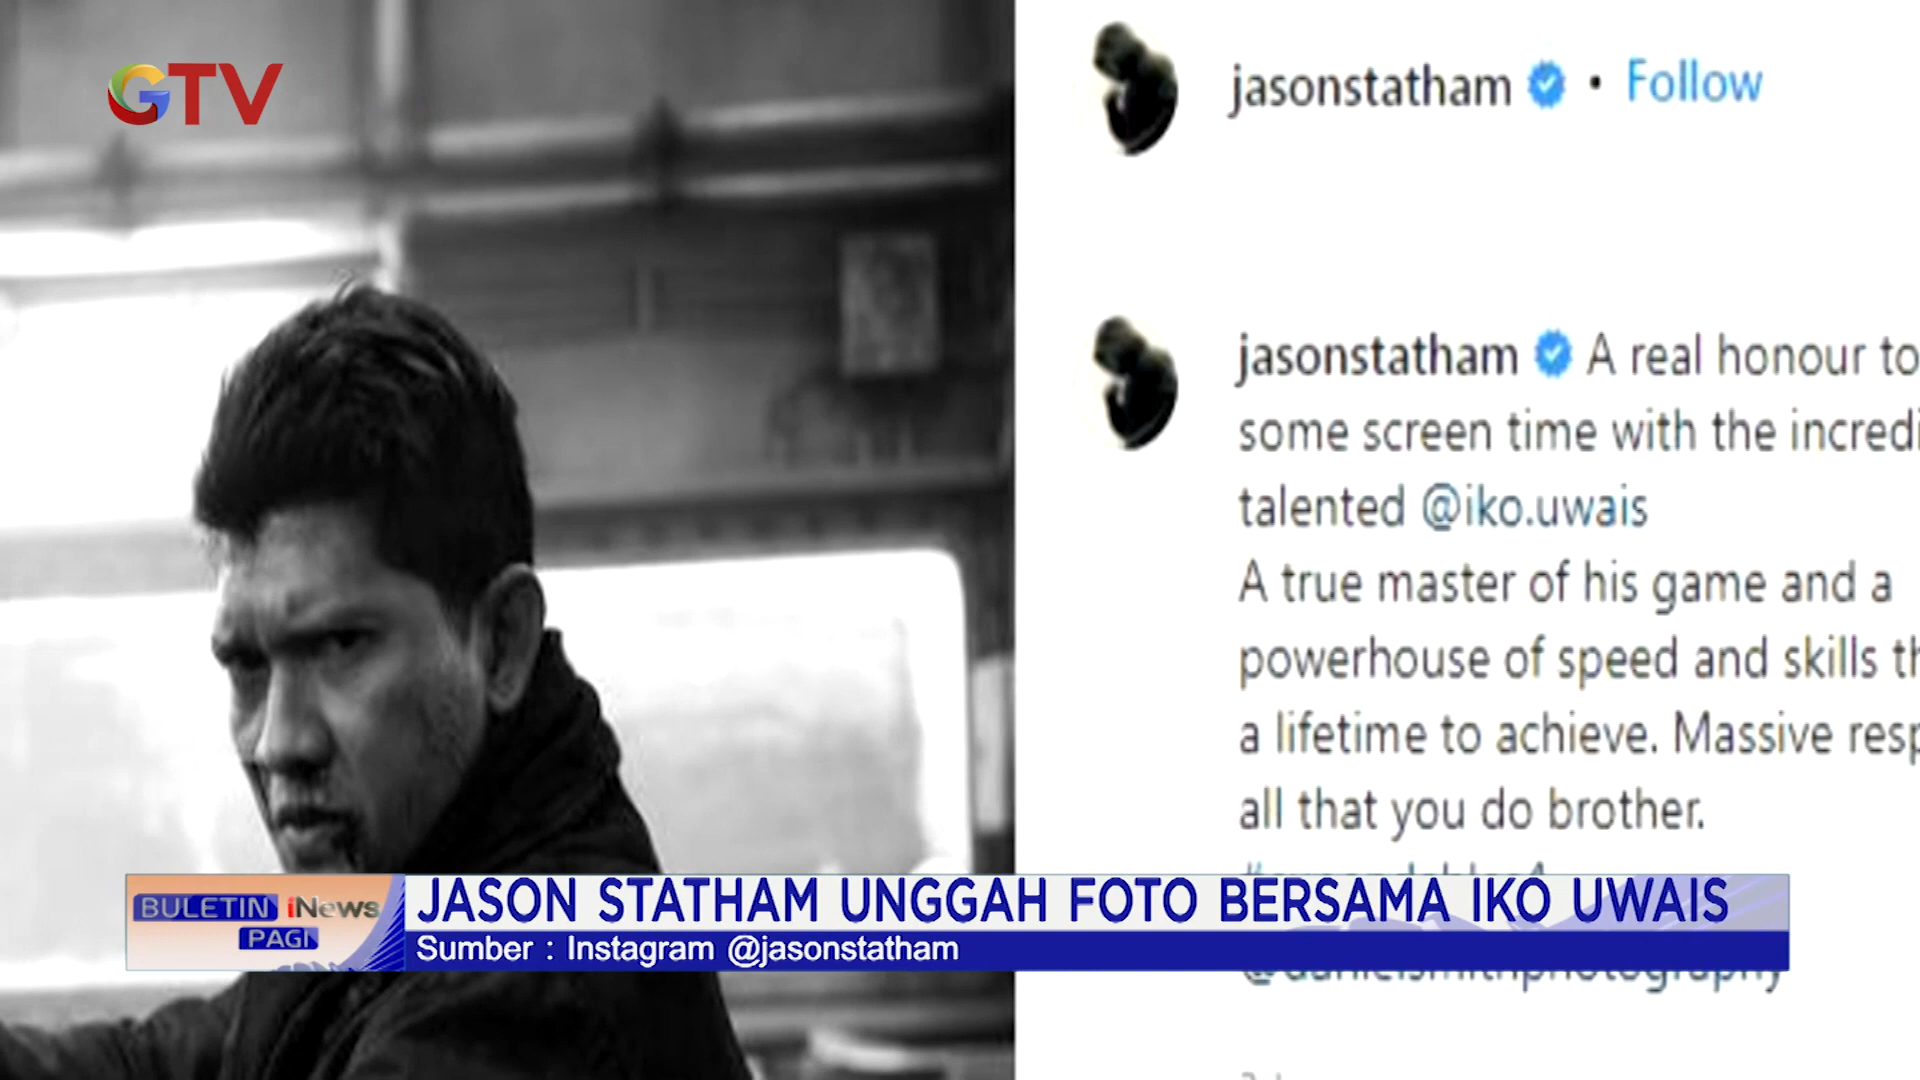 GTV
jasonstatham • Follow
jasonstatham A real honour to
some screen time with the incredi
talented @iko.uwais
A true master of his game and a
powerhouse of speed and skills th
a lifetime to achieve. Massive resp
all that you do brother.
BULETIN iNews
PAGI
JASON STATHAM UNGGAH FOTO BERSAMA IKO UWAIS
Sumber : Instagram @jasonstatham
@danielsmithphotography